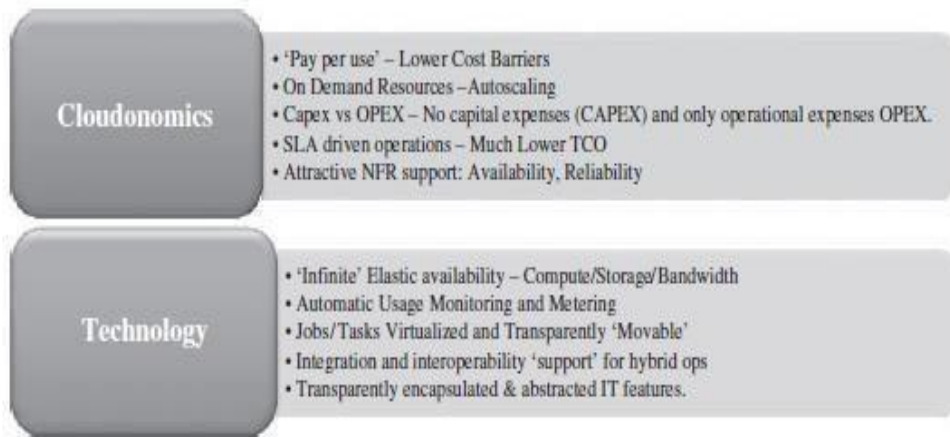 Cloudonomics
• ‘Pay per use’ – Lower Cost Barriers
• On Demand Resources –Autoscaling
• Capex vs OPEX – No capital expenses (CAPEX) and only operational expenses OPEX.
• SLA driven operations – Much Lower TCO
• Attractive NFR support: Availability, Reliability
Technology
• ‘Infinite’ Elastic availability – Compute/Storage/Bandwidth
• Automatic Usage Monitoring and Metering
• Jobs/Tasks Virtualized and Transparently ‘Movable’
• Integration and interoperability ‘support’ for hybrid ops
• Transparently encapsulated & abstracted IT features.